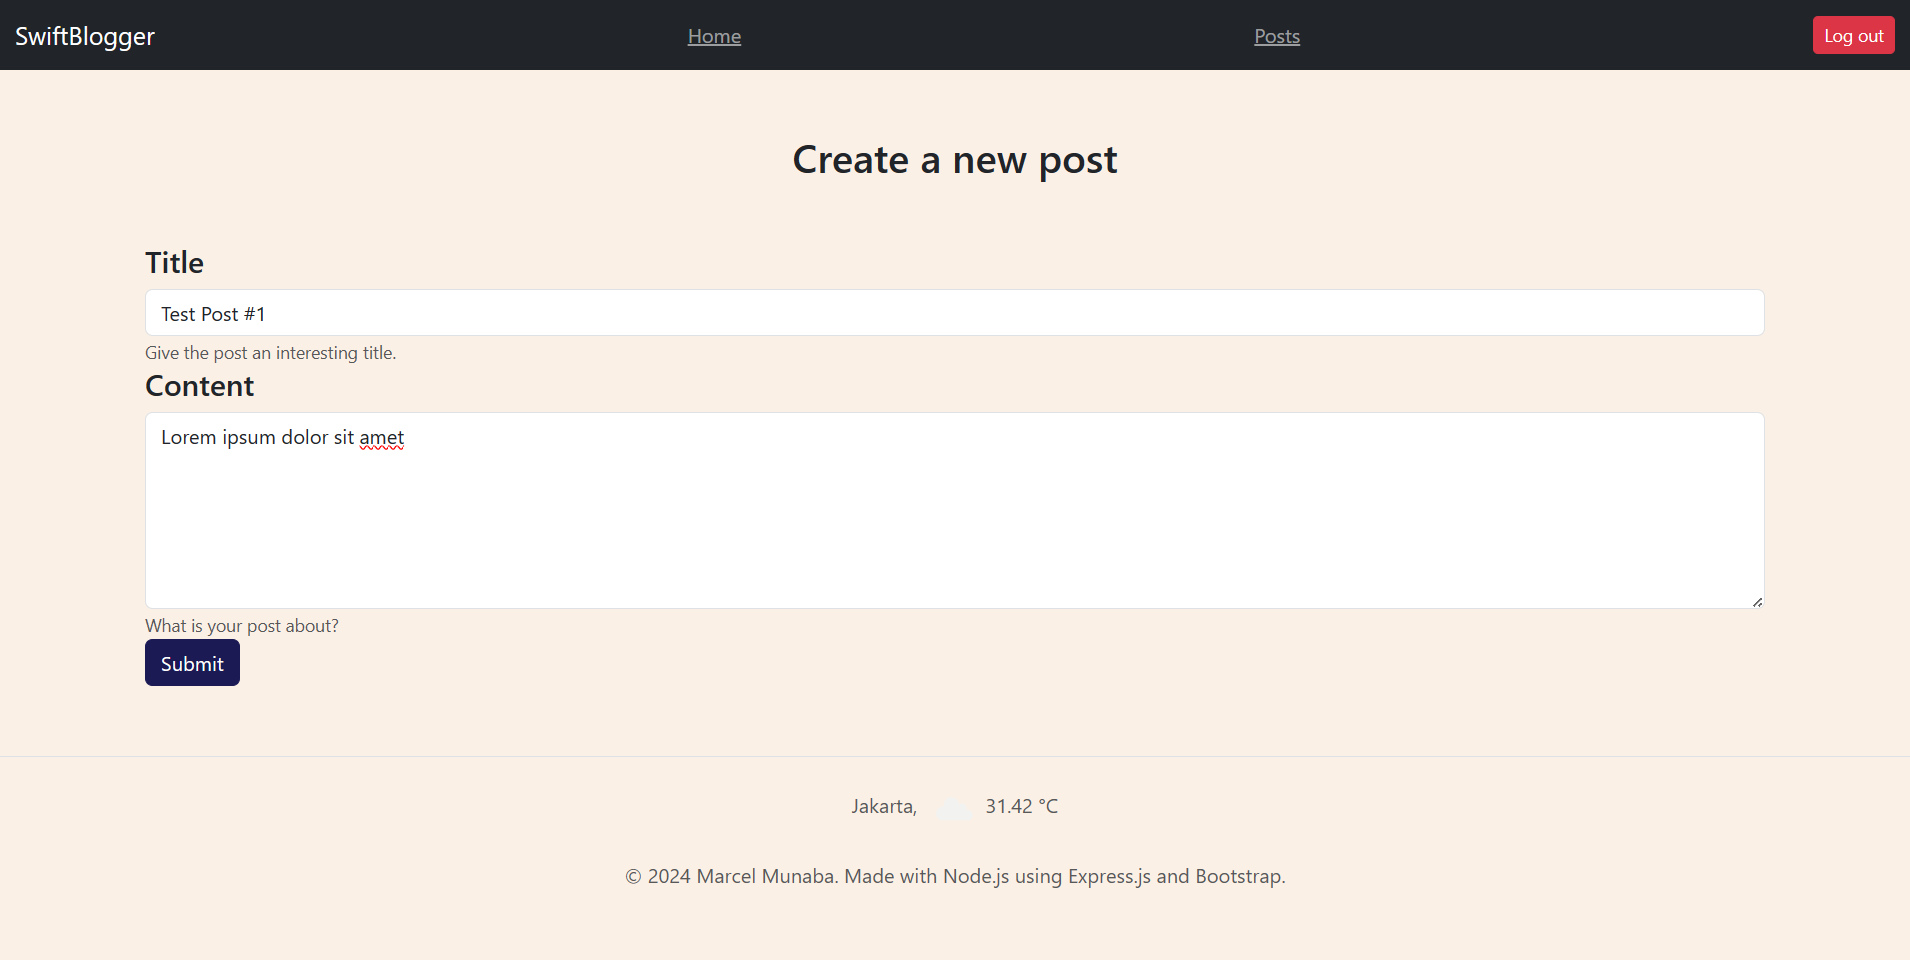 SwiftBlogger Home Posts Log out
Create a new post
Title
Test Post #1
Give the post an interesting title.
Content
Lorem ipsum dolor sit amet
What is your post about?
Submit
Jakarta, 31.42 °C
© 2024 Marcel Munaba. Made with Node.js using Express.js and Bootstrap.